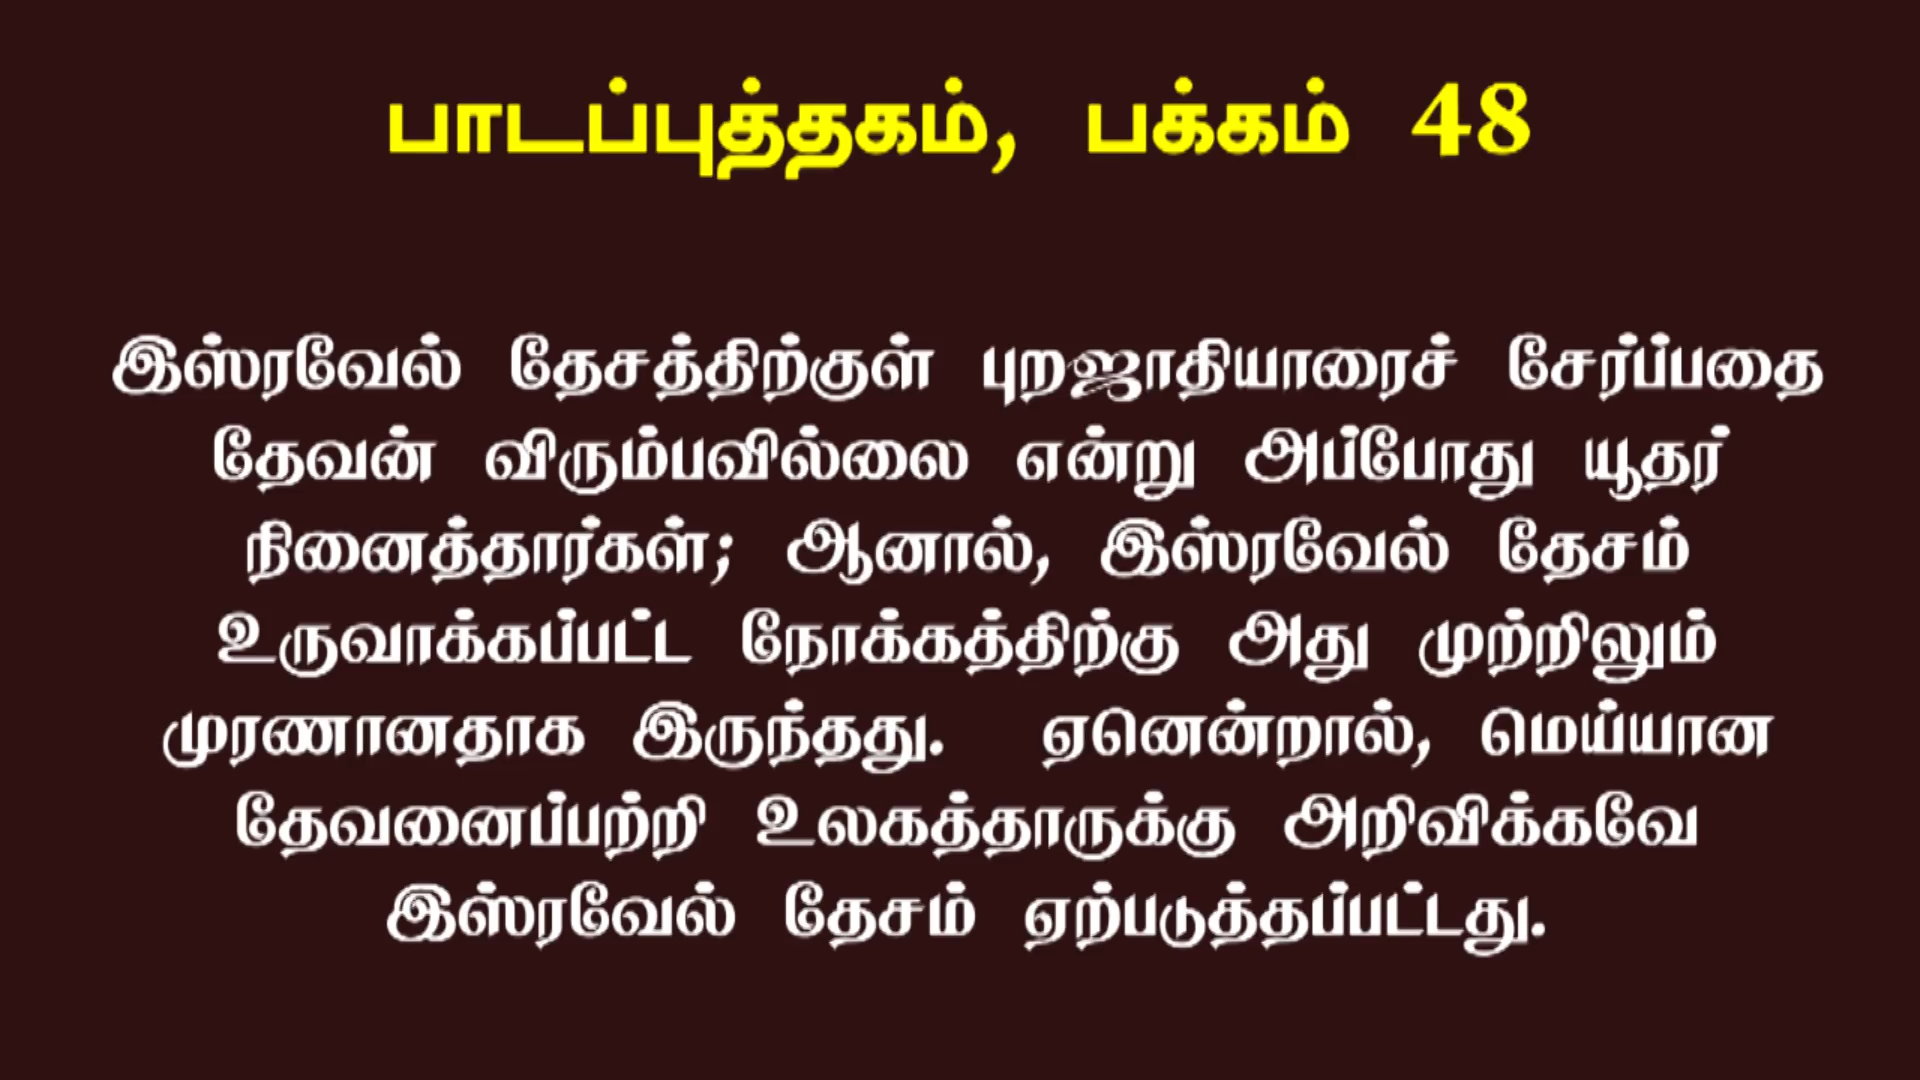 பாடப்புத்தகம், பக்கம் 48
இஸ்ரவேல் தேசத்திற்குள் புறஜாதியாரைச் சேர்ப்பதை
தேவன் விரும்பவில்லை என்று அப்போது யூதர்
நினைத்தார்கள்; ஆனால், இஸ்ரவேல் தேசம்
உருவாக்கப்பட்ட நோக்கத்திற்கு அது முற்றிலும்
முரணானதாக இருந்தது. ஏனென்றால், மெய்யான
தேவனைப்பற்றி உலகத்தாருக்கு அறிவிக்கவே
இஸ்ரவேல் தேசம் ஏற்படுத்தப்பட்டது.